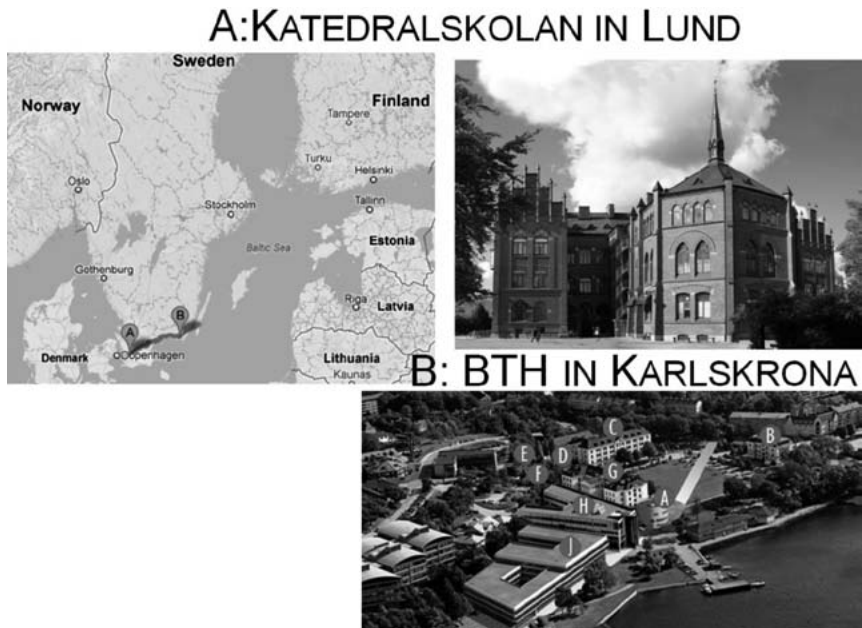 A:KATEDRALSKOLAN IN LUND
Sweden
Norway
Finland
Tampere
Turku
Helsinki
Oslo
Stockholm
Tallinn
Baltic Sea
Estonia
Gothenburg
Riga
Latvia
B
A
Denmark
Copenhagen
Lithuania
Kaunas
B: BTH IN KARLSKRONA
C
B
E
D
F
G
A
H
J